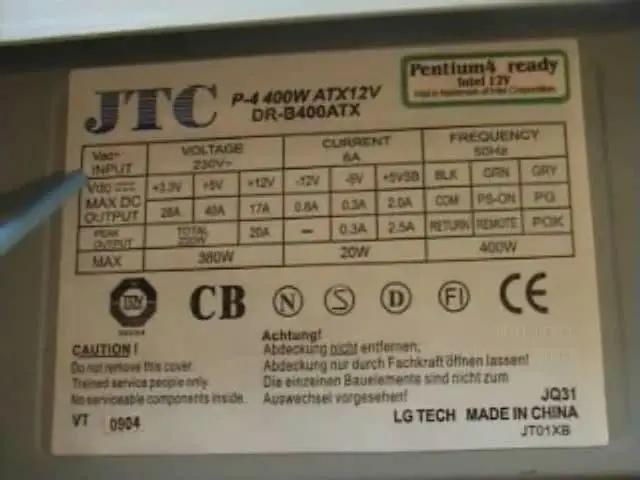 JTC
P-4 400W ATX12V
DR-B400ATX
Pentium4 ready
Intel 12V
Vac~ INPUT
VOLTAGE 230V~
CURRENT 6A
FREQUENCY 50Hz
Vdc +3.3V +5V +12V -12V -5V +5VSB BLK GRN GRY
MAX DC OUTPUT 28A 40A 17A 0.8A 0.3A 2.0A COM PS-ON PG
PEAK OUTPUT TOTAL 20A — 0.3A 2.5A RETURN REMOTE POK
MAX 380W 20W 400W
CB N S D FI CE
CAUTION !
Do not remove this cover.
Trained service people only.
No serviceable components inside.
Achtung!
Abdeckung nicht entfernen,
Abdeckung nur durch Fachkraft öffnen lassen!
Die einzeinen Bauelemente sind nicht zum
Auswechsel vorgesehen!
VT 0904
JQ31
LG TECH MADE IN CHINA
JT01XB